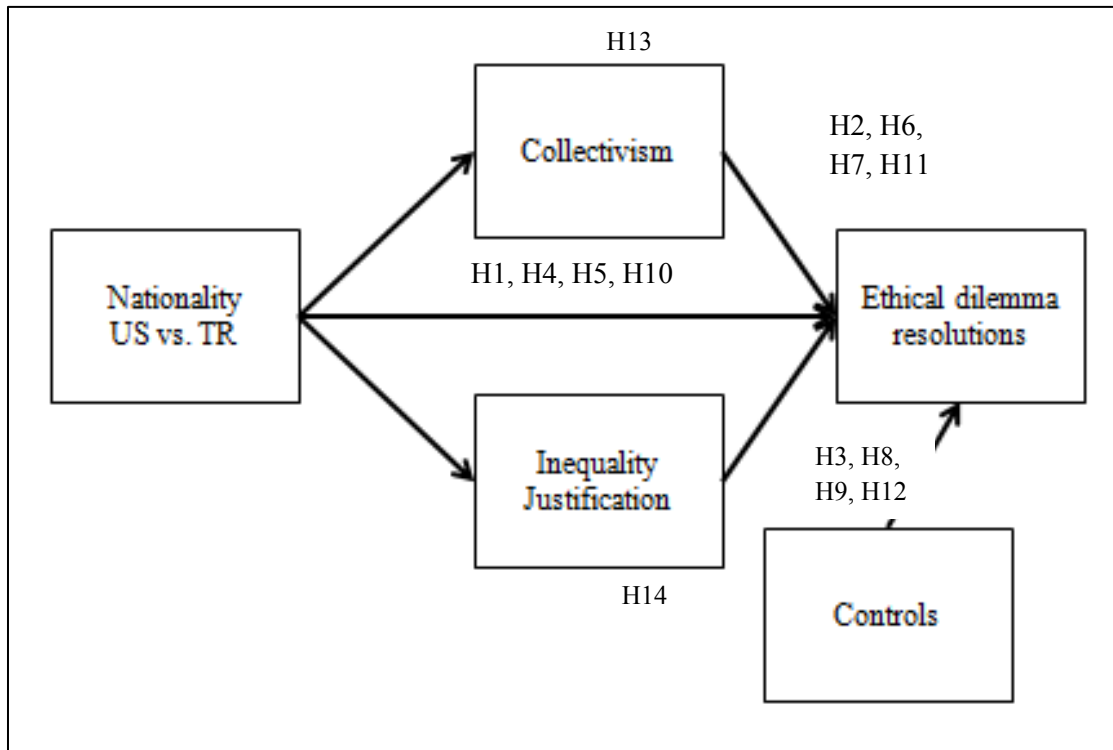 H13
Collectivism
H2, H6,
H7, H11
H1, H4, H5, H10
Nationality
US vs. TR
Ethical dilemma
resolutions
Inequality
Justification
H3, H8,
H9, H12
H14
Controls